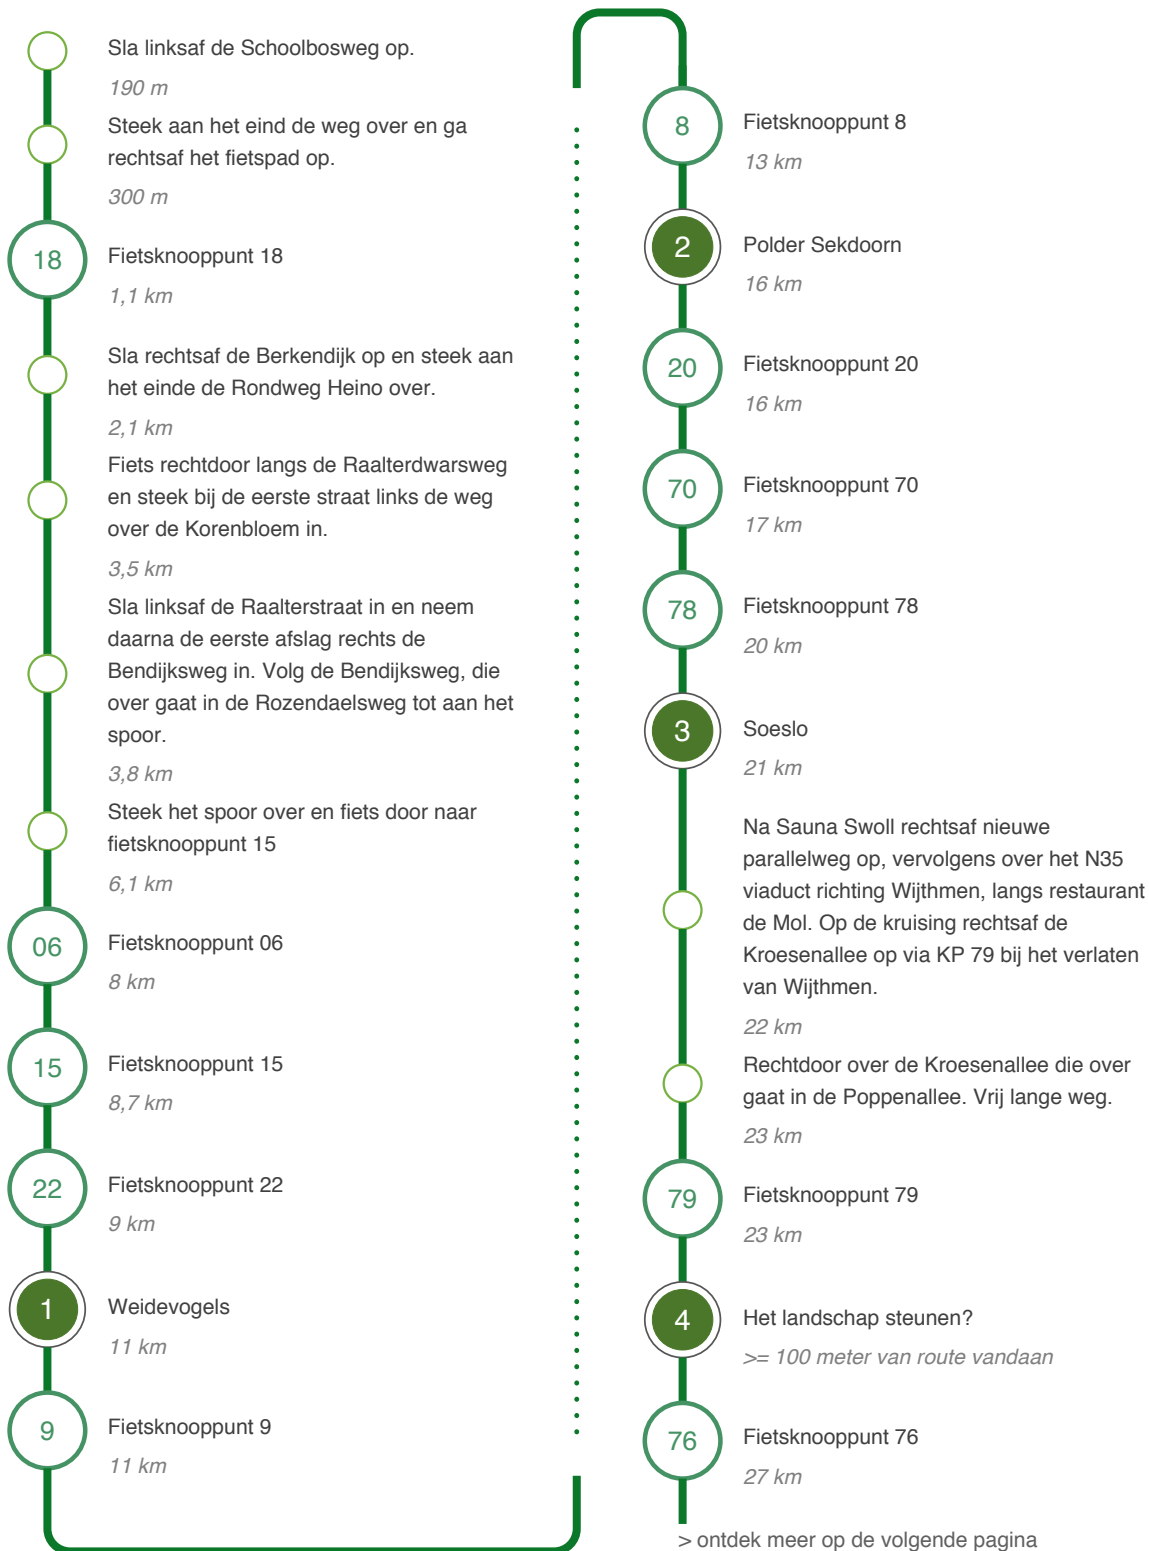 Sla linksaf de Schoolbosweg op.
190 m
Steek aan het eind de weg over en ga
rechtsaf het fietspad op.
300 m
18
Fietsknooppunt 18
1,1 km
Sla rechtsaf de Berkendijk op en steek aan
het einde de Rondweg Heino over.
2,1 km
Fiets rechtdoor langs de Raalterdwarsweg
en steek bij de eerste straat links de weg
over de Korenbloem in.
3,5 km
Sla linksaf de Raalterstraat in en neem
daarna de eerste afslag rechts de
Bendijksweg in. Volg de Bendijksweg, die
over gaat in de Rozendaelsweg tot aan het
spoor.
3,8 km
Steek het spoor over en fiets door naar
fietsknooppunt 15
6,1 km
06
Fietsknooppunt 06
8 km
15
Fietsknooppunt 15
8,7 km
22
Fietsknooppunt 22
9 km
1
Weidevogels
11 km
9
Fietsknooppunt 9
11 km
8
Fietsknooppunt 8
13 km
2
Polder Sekdoorn
16 km
20
Fietsknooppunt 20
16 km
70
Fietsknooppunt 70
17 km
78
Fietsknooppunt 78
20 km
3
Soeslo
21 km
Na Sauna Swoll rechtsaf nieuwe
parallelweg op, vervolgens over het N35
viaduct richting Wijthmen, langs restaurant
de Mol. Op de kruising rechtsaf de
Kroesenallee op via KP 79 bij het verlaten
van Wijthmen.
22 km
Rechtdoor over de Kroesenallee die over
gaat in de Poppenallee. Vrij lange weg.
23 km
79
Fietsknooppunt 79
23 km
4
Het landschap steunen?
>= 100 meter van route vandaan
76
Fietsknooppunt 76
27 km
> ontdek meer op de volgende pagina